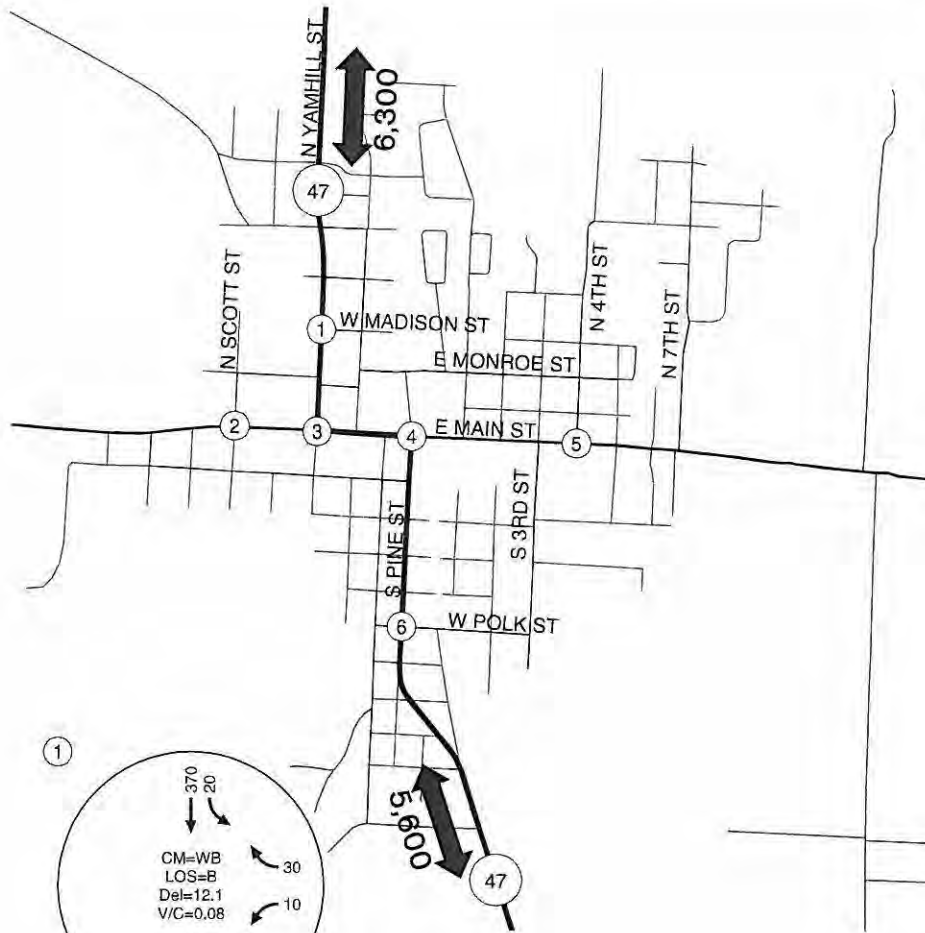 N YAMHILL ST
6,300
47
N SCOTT ST
N 4TH ST
N 7TH ST
1
W MADISON ST
E MONROE ST
2
3
4
E MAIN ST
5
S PINE ST
S 3RD ST
6
W POLK ST
1
370
20
CM=WB
LOS=B
Del=12.1
V/C=0.08
30
10
5,600
47